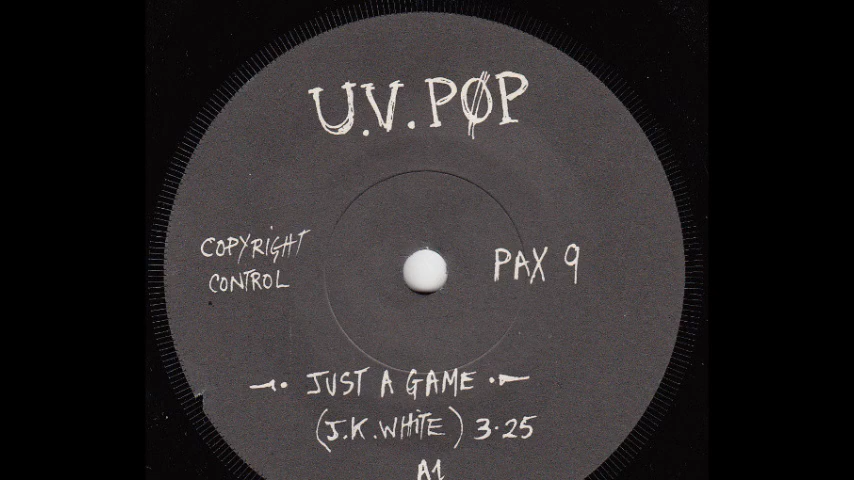 U.V. PØP
COPYRIGHT
CONTROL
PAX 9
JUST A GAME
(J.K. WHITE) 3·25
A1